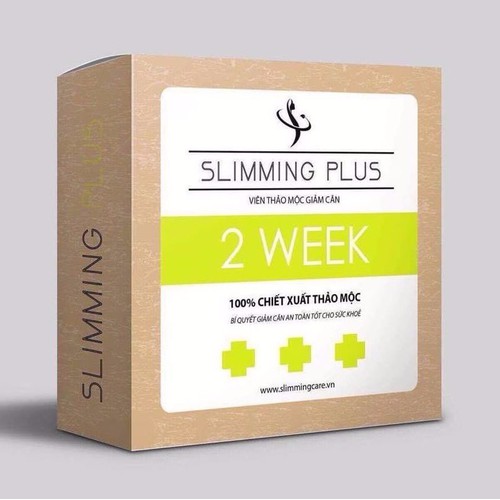 SLIMMING PLUS
SLIMMING PLUS
VIÊN THẢO MỘC GIẢM CÂN
2 WEEK
100% CHIẾT XUẤT THẢO MỘC
BÍ QUYẾT GIẢM CÂN AN TOÀN TỐT CHO SỨC KHOẺ
www.slimmingcare.vn